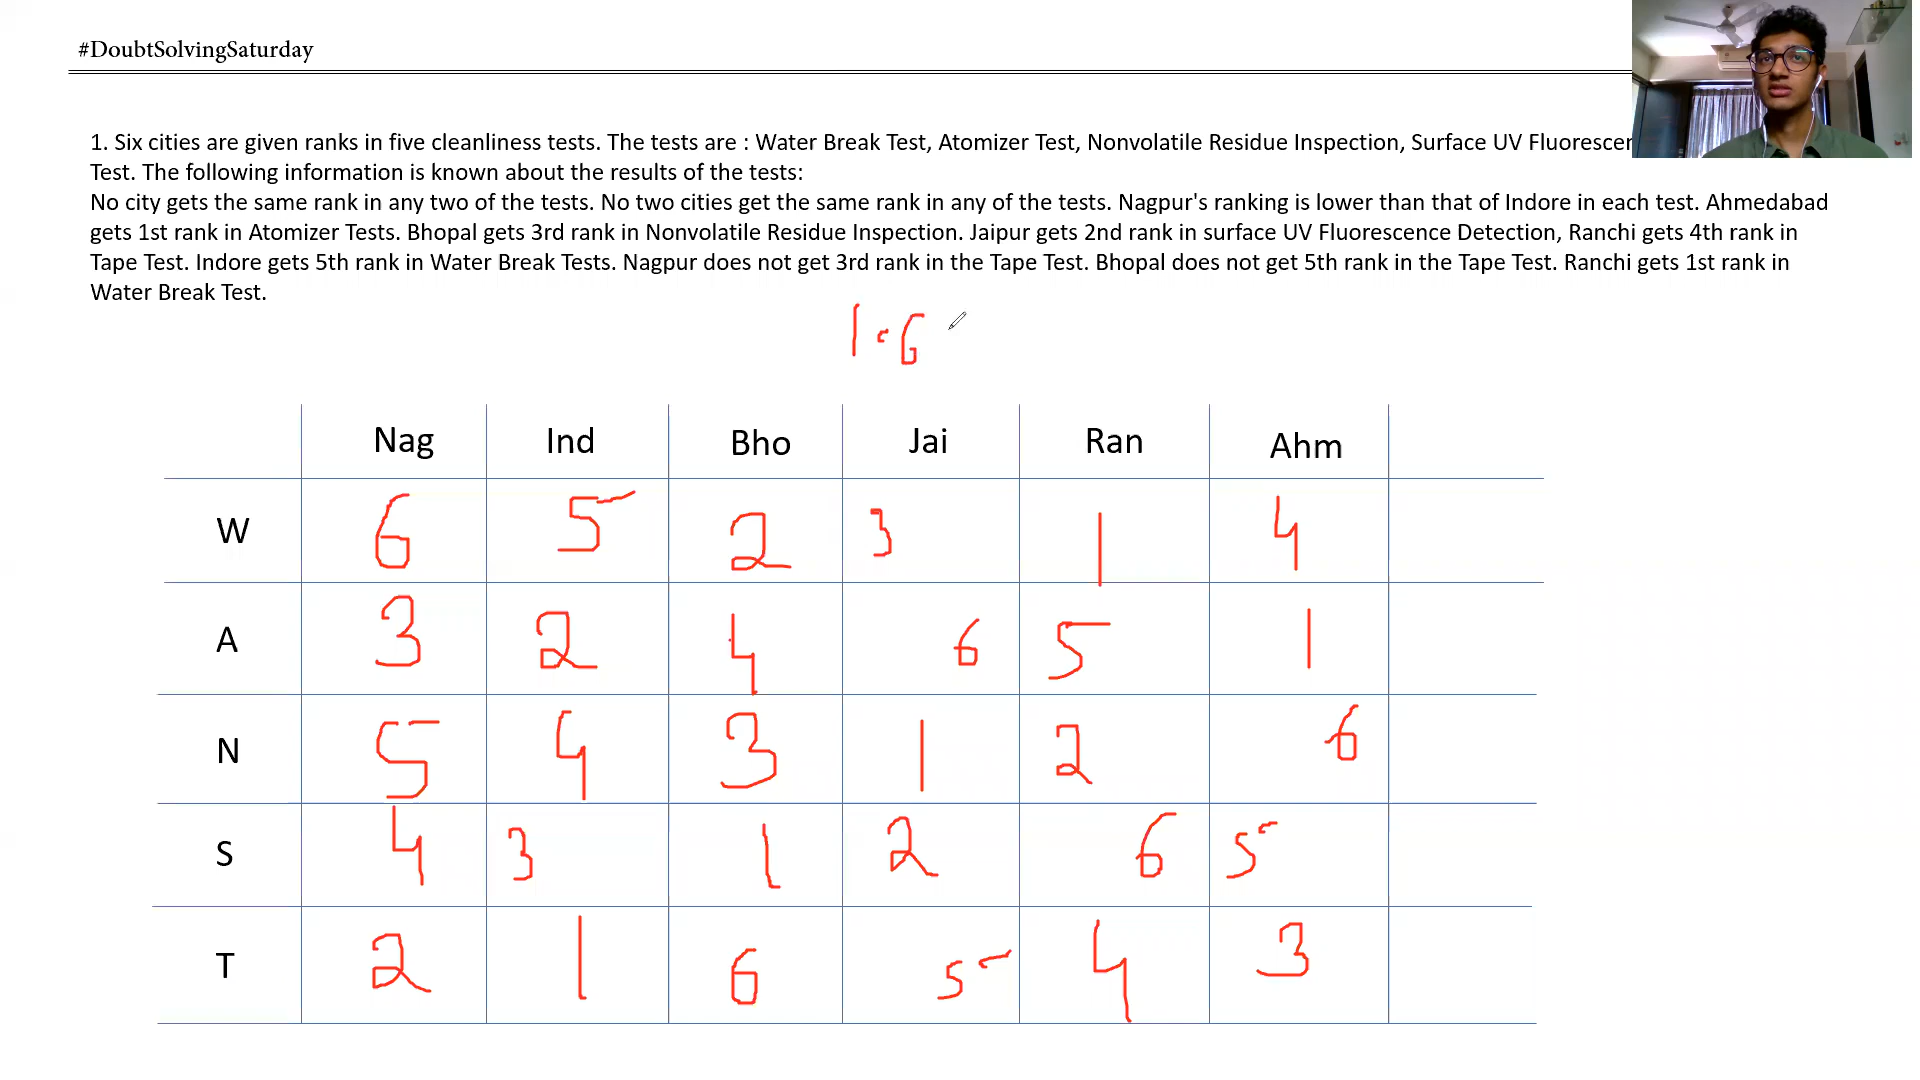 #DoubtSolvingSaturday
1. Six cities are given ranks in five cleanliness tests. The tests are : Water Break Test, Atomizer Test, Nonvolatile Residue Inspection, Surface UV
Test. The following information is known about the results of the tests:
No city gets the same rank in any two of the tests. No two cities get the same rank in any of the tests. Nagpur's ranking is lower than that of Indore in each test. Ahmedabad
gets 1st rank in Atomizer Tests. Bhopal gets 3rd rank in Nonvolatile Residue Inspection. Jaipur gets 2nd rank in surface UV Fluorescence Detection, Ranchi gets 4th rank in
Tape Test. Indore gets 5th rank in Water Break Tests. Nagpur does not get 3rd rank in the Tape Test. Bhopal does not get 5th rank in the Tape Test. Ranchi gets 1st rank in
Water Break Test.
1-6
Nag Ind Bho Jai Ran Ahm
W 6 5 2 3 1 4
A 3 2 4 6 5 1
N 5 4 3 1 2 6
S 4 3 1 2 6 5
T 2 1 6 5 4 3